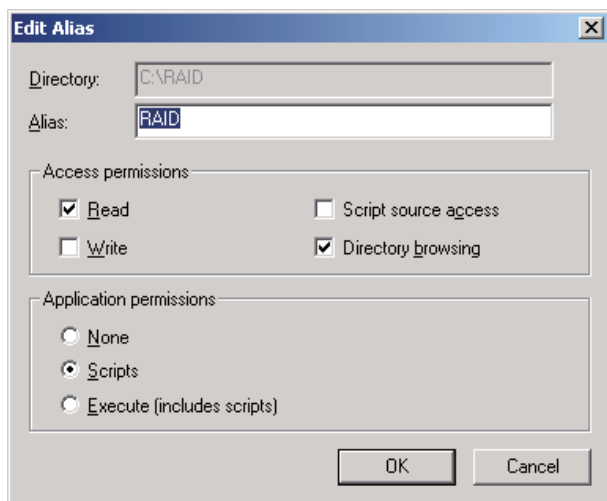 Edit Alias
Directory: C:\RAID
Alias: RAID
Access permissions
Read Script source access
Write Directory browsing
Application permissions
None
Scripts
Execute (includes scripts)
OK Cancel